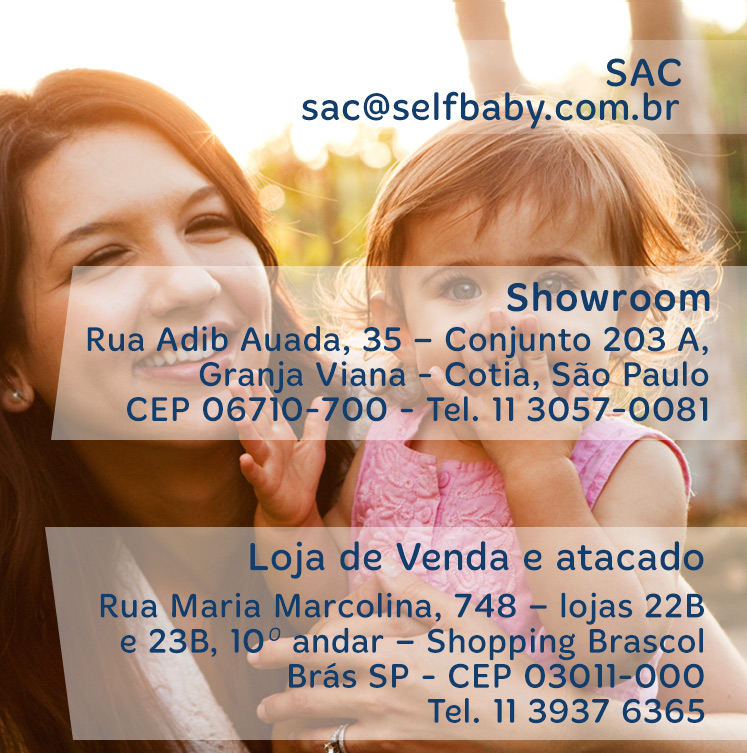 SAC
sac@selfbaby.com.br
Showroom
Rua Adib Auada, 35 – Conjunto 203 A,
Granja Viana - Cotia, São Paulo
CEP 06710-700 - Tel. 11 3057-0081
Loja de Venda e atacado
Rua Maria Marcolina, 748 – lojas 22B
e 23B, 10º andar – Shopping Brascol
Brás SP - CEP 03011-000
Tel. 11 3937 6365